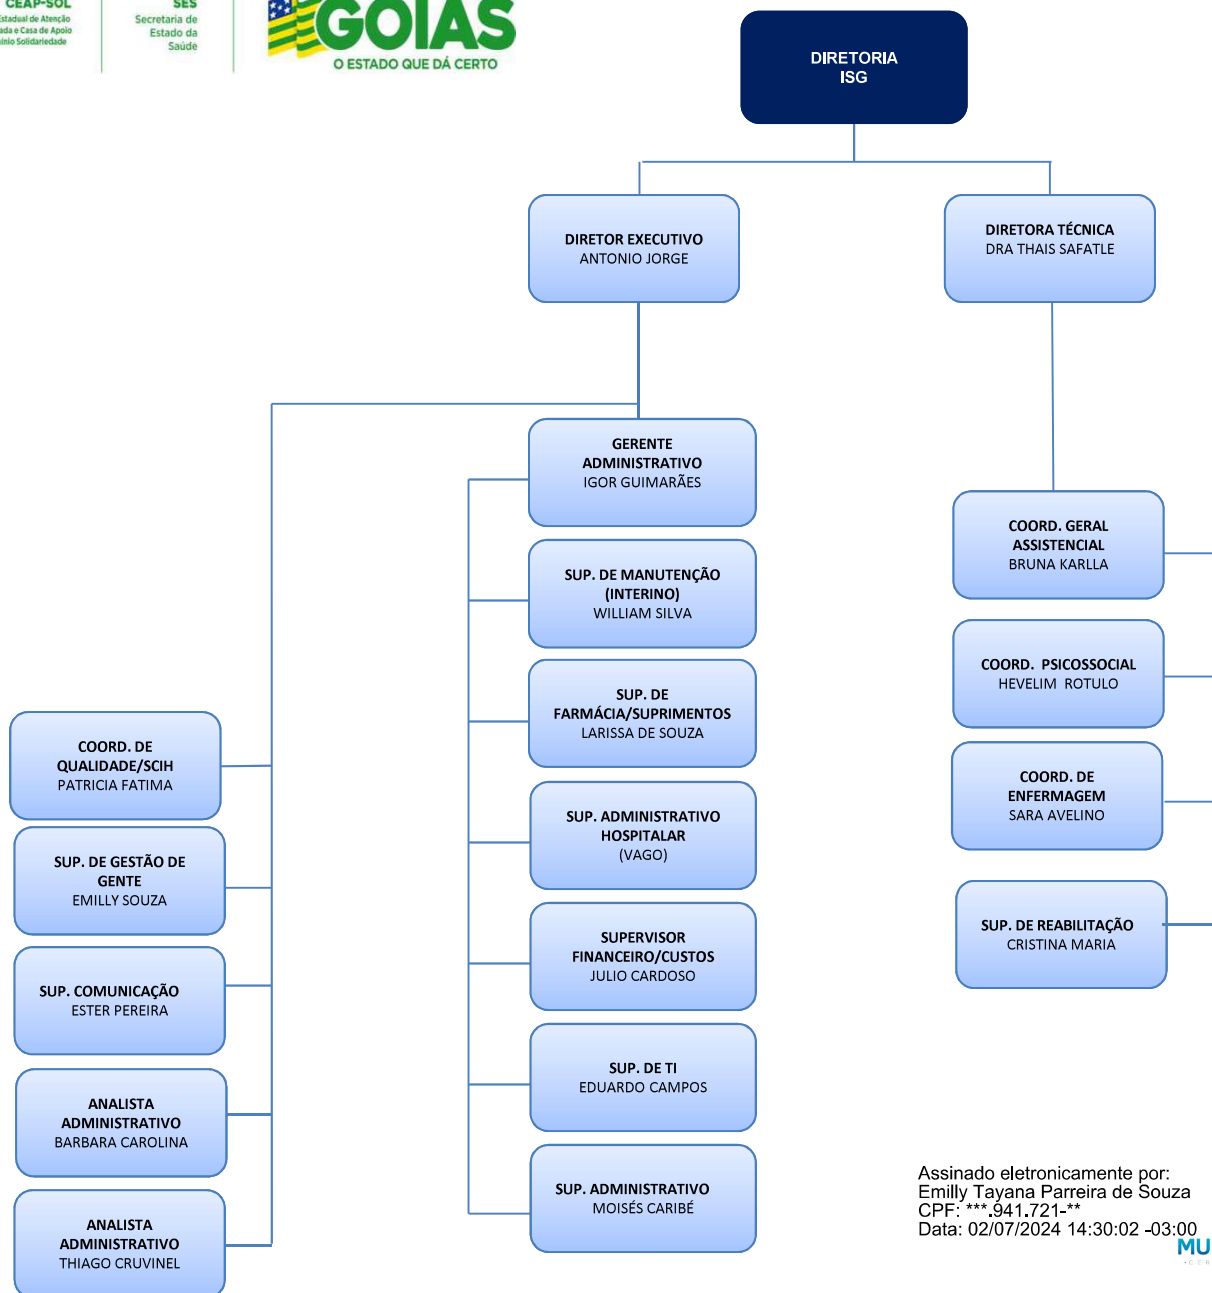 CEAP-SOL
Estadual de Atenção
ada e Casa de Apoio
ínio Solidariedade
SES
Secretaria de
Estado da
Saúde
GOIÁS
O ESTADO QUE DÁ CERTO
DIRETORIA
ISG
DIRETOR EXECUTIVO
ANTONIO JORGE
DIRETORA TÉCNICA
DRA THAIS SAFATLE
GERENTE
ADMINISTRATIVO
IGOR GUIMARÃES
SUP. DE MANUTENÇÃO
(INTERINO)
WILLIAM SILVA
SUP. DE
FARMÁCIA/SUPRIMENTOS
LARISSA DE SOUZA
SUP. ADMINISTRATIVO
HOSPITALAR
(VAGO)
SUPERVISOR
FINANCEIRO/CUSTOS
JULIO CARDOSO
SUP. DE TI
EDUARDO CAMPOS
SUP. ADMINISTRATIVO
MOISÉS CARIBÉ
COORD. DE
QUALIDADE/SCIH
PATRICIA FATIMA
SUP. DE GESTÃO DE
GENTE
EMILLY SOUZA
SUP. COMUNICAÇÃO
ESTER PEREIRA
ANALISTA
ADMINISTRATIVO
BARBARA CAROLINA
ANALISTA
ADMINISTRATIVO
THIAGO CRUVINEL
COORD. GERAL
ASSISTENCIAL
BRUNA KARLLA
COORD. PSICOSSOCIAL
HEVELIM ROTULO
COORD. DE
ENFERMAGEM
SARA AVELINO
SUP. DE REABILITAÇÃO
CRISTINA MARIA
Assinado eletronicamente por:
Emilly Tayana Parreira de Souza
CPF: ***.941.721-**
Data: 02/07/2024 14:30:02 -03:00
MU